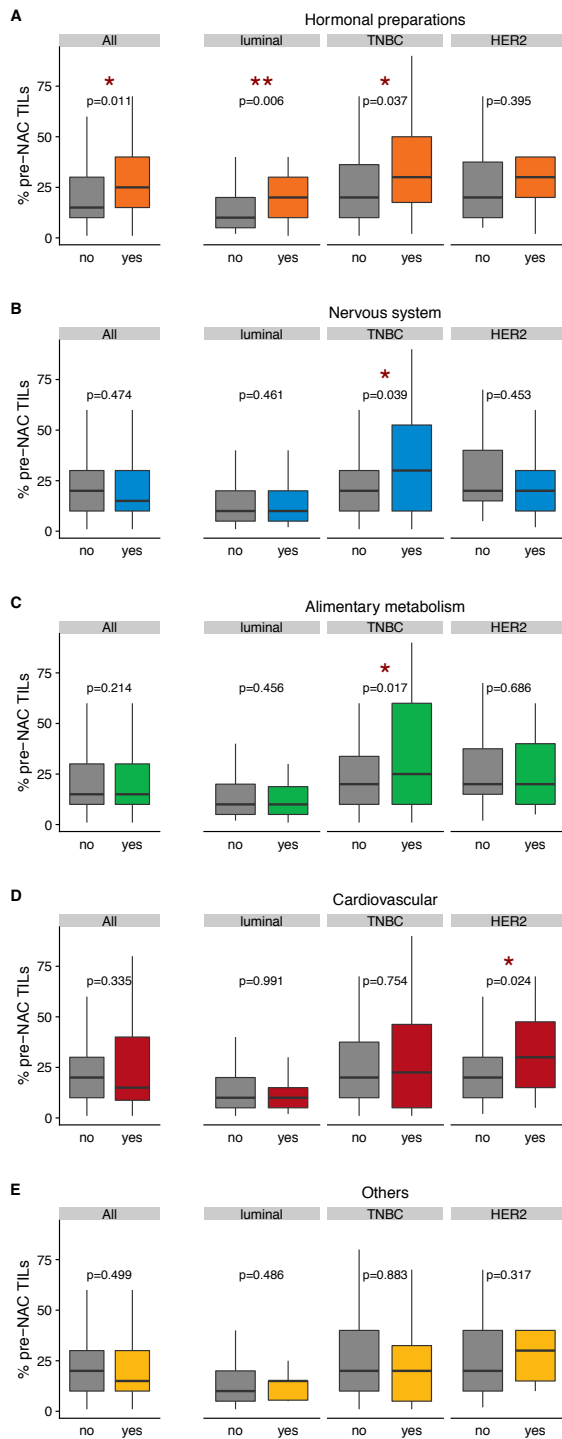 A
Hormonal preparations
All luminal TNBC HER2
* ** *
p=0.011 p=0.006 p=0.037 p=0.395
% pre-NAC TILs
75
50
25
0
no yes no yes no yes no yes
B
Nervous system
All luminal TNBC HER2
*
p=0.474 p=0.461 p=0.039 p=0.453
% pre-NAC TILs
75
50
25
0
no yes no yes no yes no yes
C
Alimentary metabolism
All luminal TNBC HER2
*
p=0.214 p=0.456 p=0.017 p=0.686
% pre-NAC TILs
75
50
25
0
no yes no yes no yes no yes
D
Cardiovascular
All luminal TNBC HER2
*
p=0.335 p=0.991 p=0.754 p=0.024
% pre-NAC TILs
75
50
25
0
no yes no yes no yes no yes
E
Others
All luminal TNBC HER2
p=0.499 p=0.486 p=0.883 p=0.317
% pre-NAC TILs
75
50
25
0
no yes no yes no yes no yes